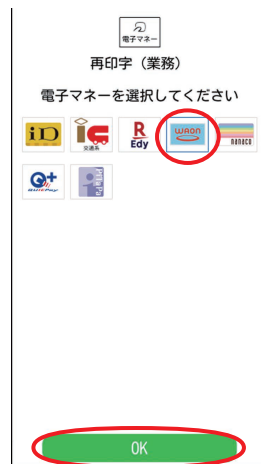 電子マネー
再印字（業務）
電子マネーを選択してください
iD
交通系
R
Edy
WAON
nanaco
Q+
QUICPay
PiTaPa
OK